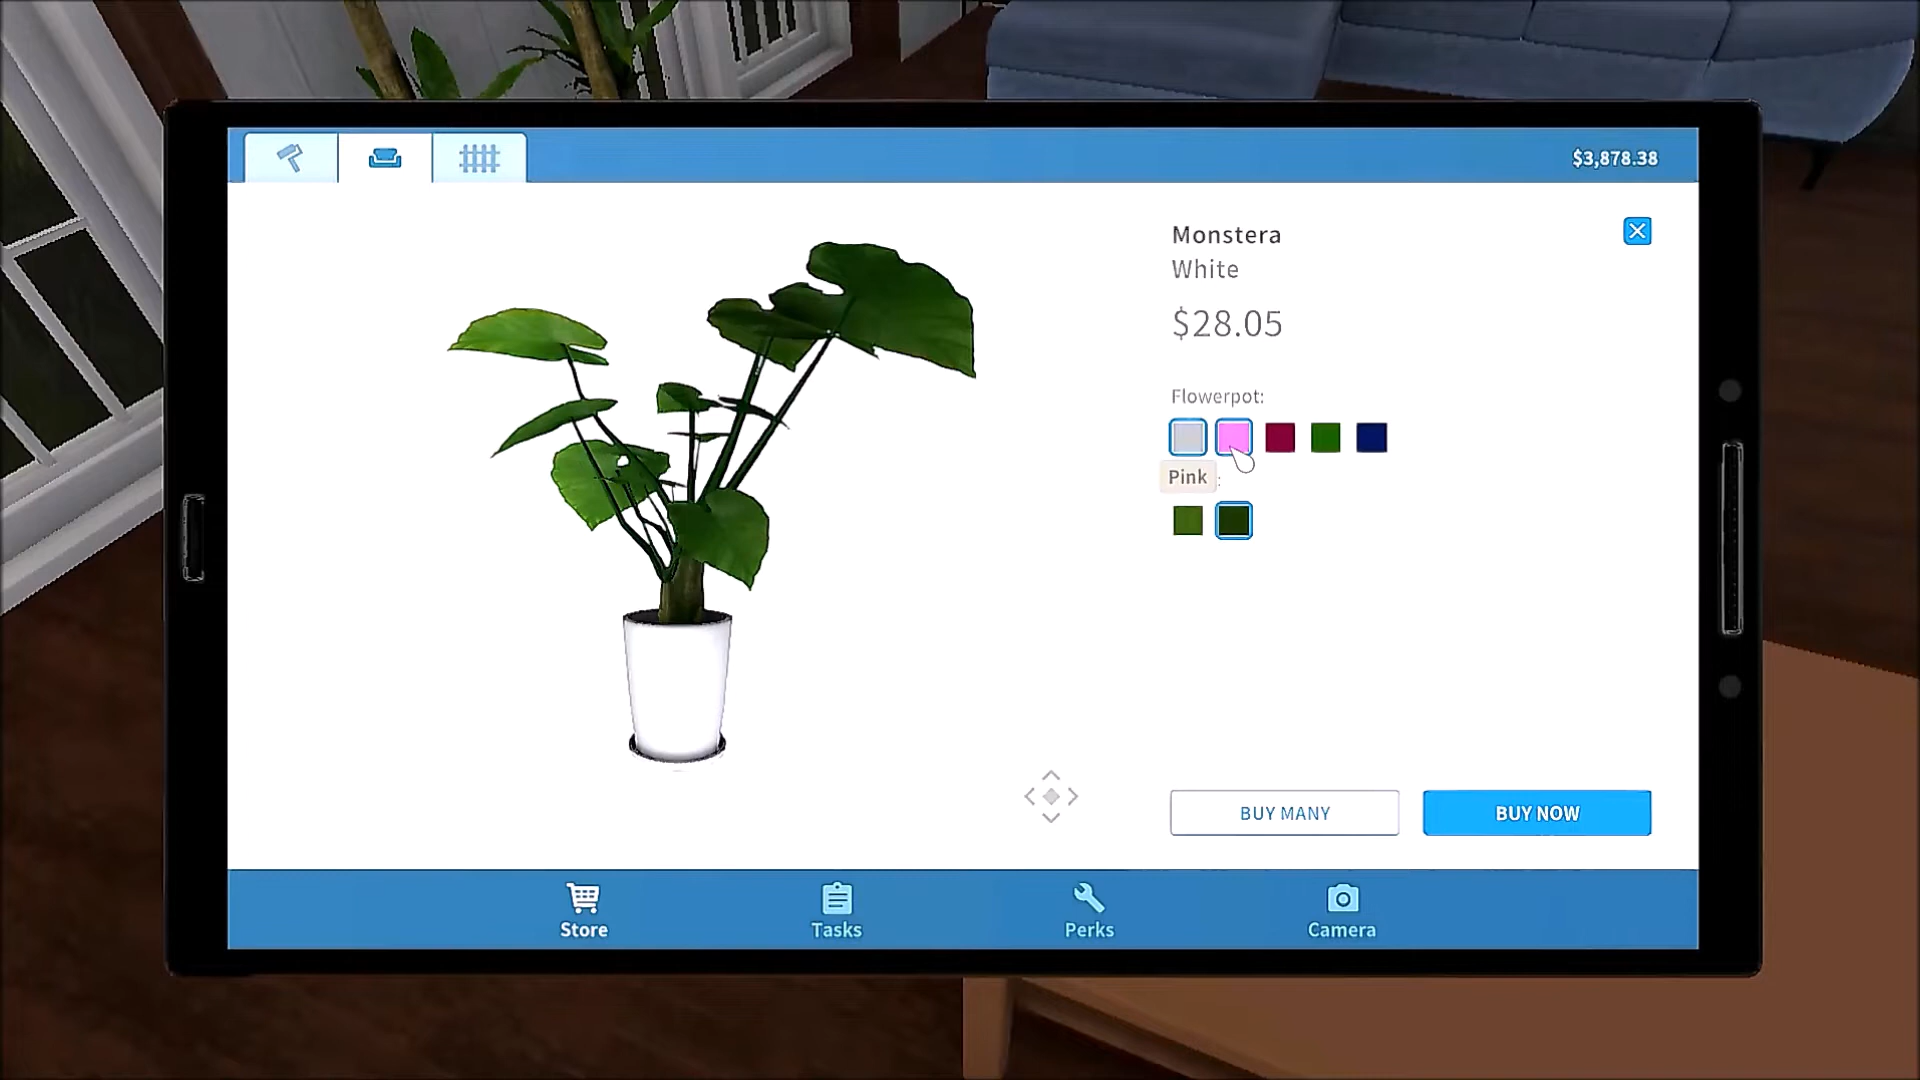 $3,878.38
Monstera
White
$28.05
Flowerpot:
Pink :
BUY MANY
BUY NOW
Store
Tasks
Perks
Camera